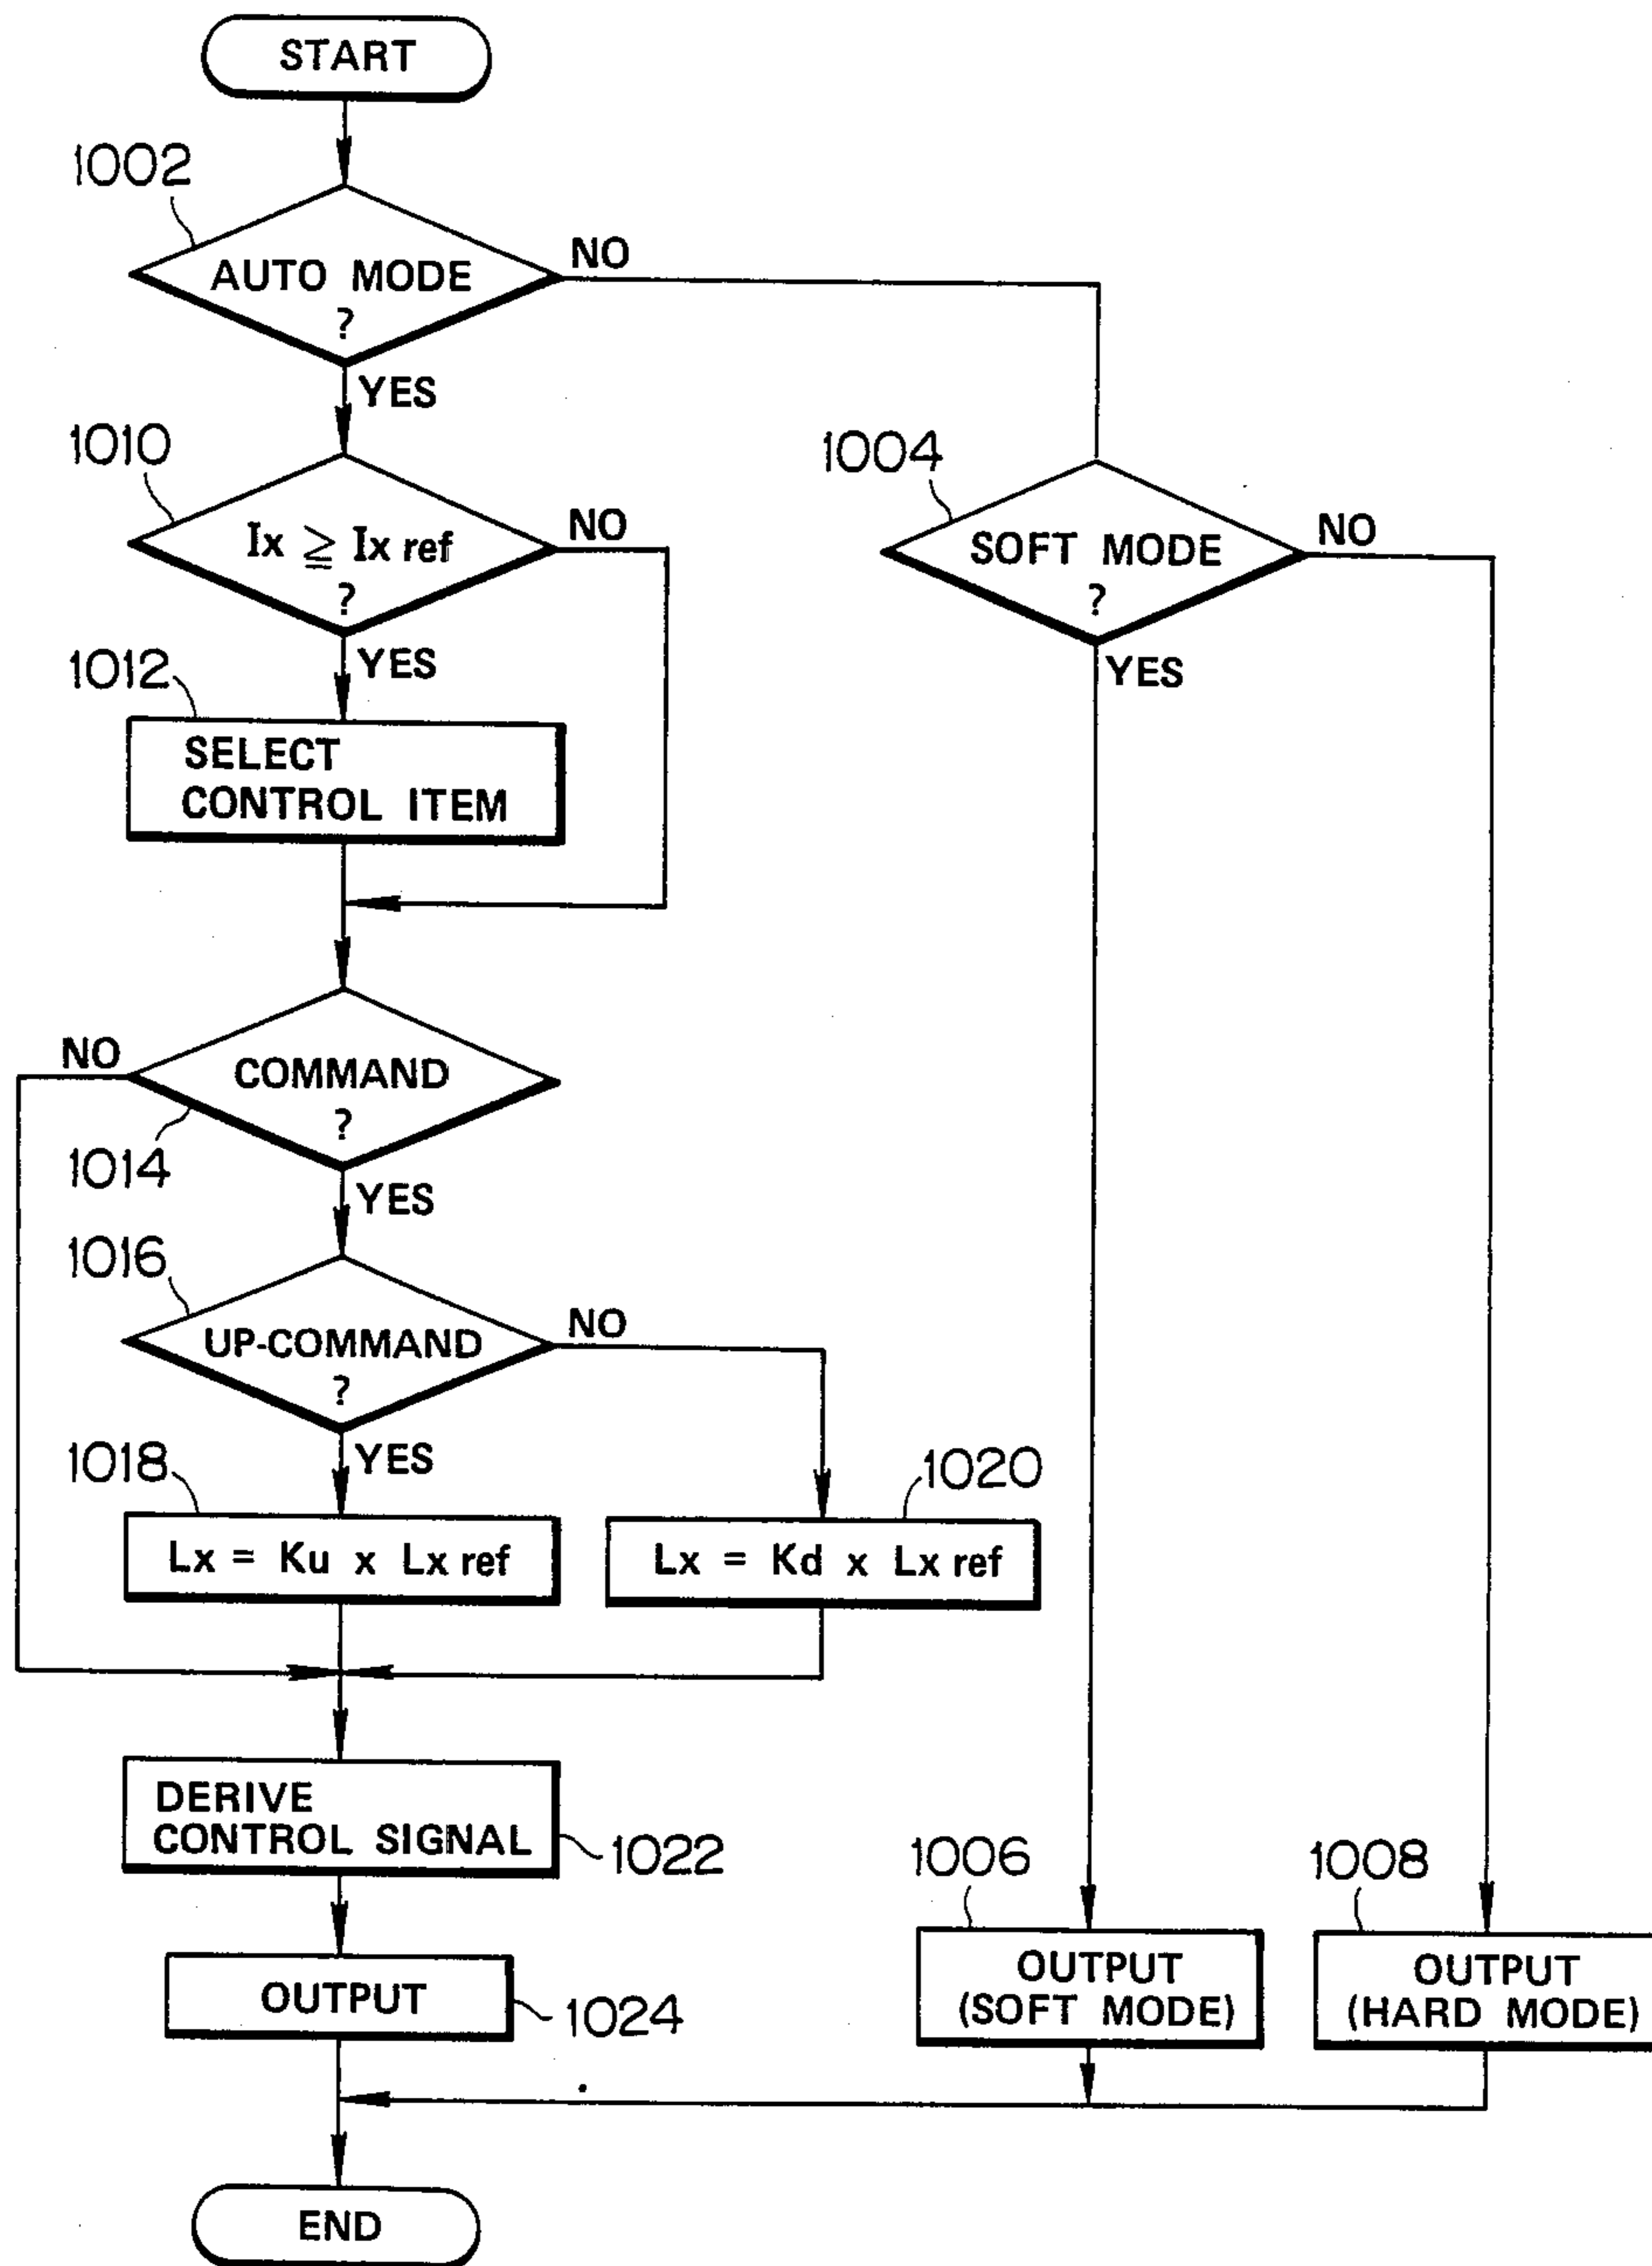 START
1002
AUTO MODE
?
NO
YES
1010
Ix ≧ Ix ref
?
NO
YES
1004
SOFT MODE
?
NO
YES
1012
SELECT
CONTROL ITEM
NO
COMMAND
?
1014
YES
1016
UP-COMMAND
?
NO
YES
1018
Lx = Ku x Lx ref
1020
Lx = Kd x Lx ref
DERIVE
CONTROL SIGNAL
1022
1006
OUTPUT
(SOFT MODE)
1008
OUTPUT
(HARD MODE)
OUTPUT
1024
END